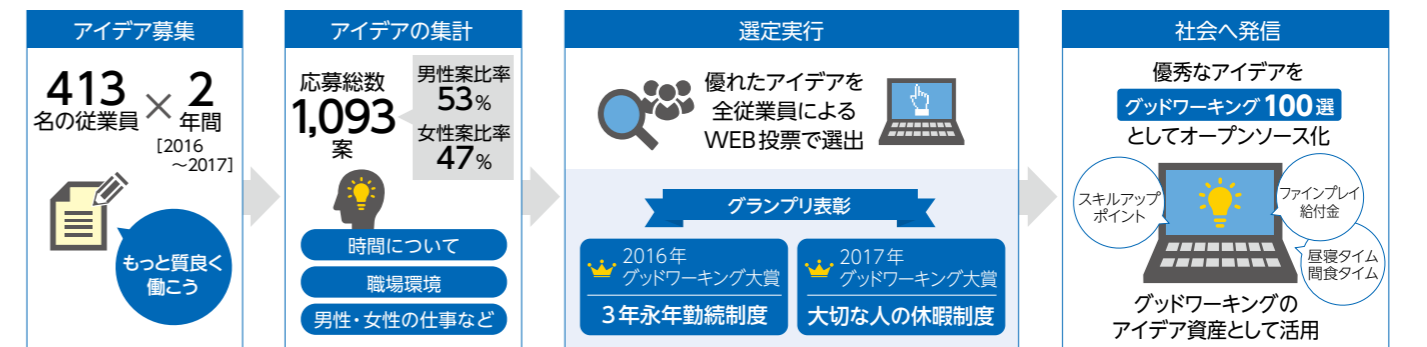 アイデア募集
413
名の従業員
×
2
年間
[2016
～2017]
もっと質良く
働こう
アイデアの集計
応募総数
1,093
案
男性案比率
53%
女性案比率
47%
時間について
職場環境
男性・女性の仕事など
選定実行
優れたアイデアを
全従業員による
WEB投票で選出
グランプリ表彰
2016年
グッドワーキング大賞
3年永年勤続制度
2017年
グッドワーキング大賞
大切な人の休暇制度
社会へ発信
優秀なアイデアを
グッドワーキング100選
としてオープンソース化
スキルアップ
ポイント
ファインプレイ
給付金
昼寝タイム
間食タイム
グッドワーキングの
アイデア資産として活用